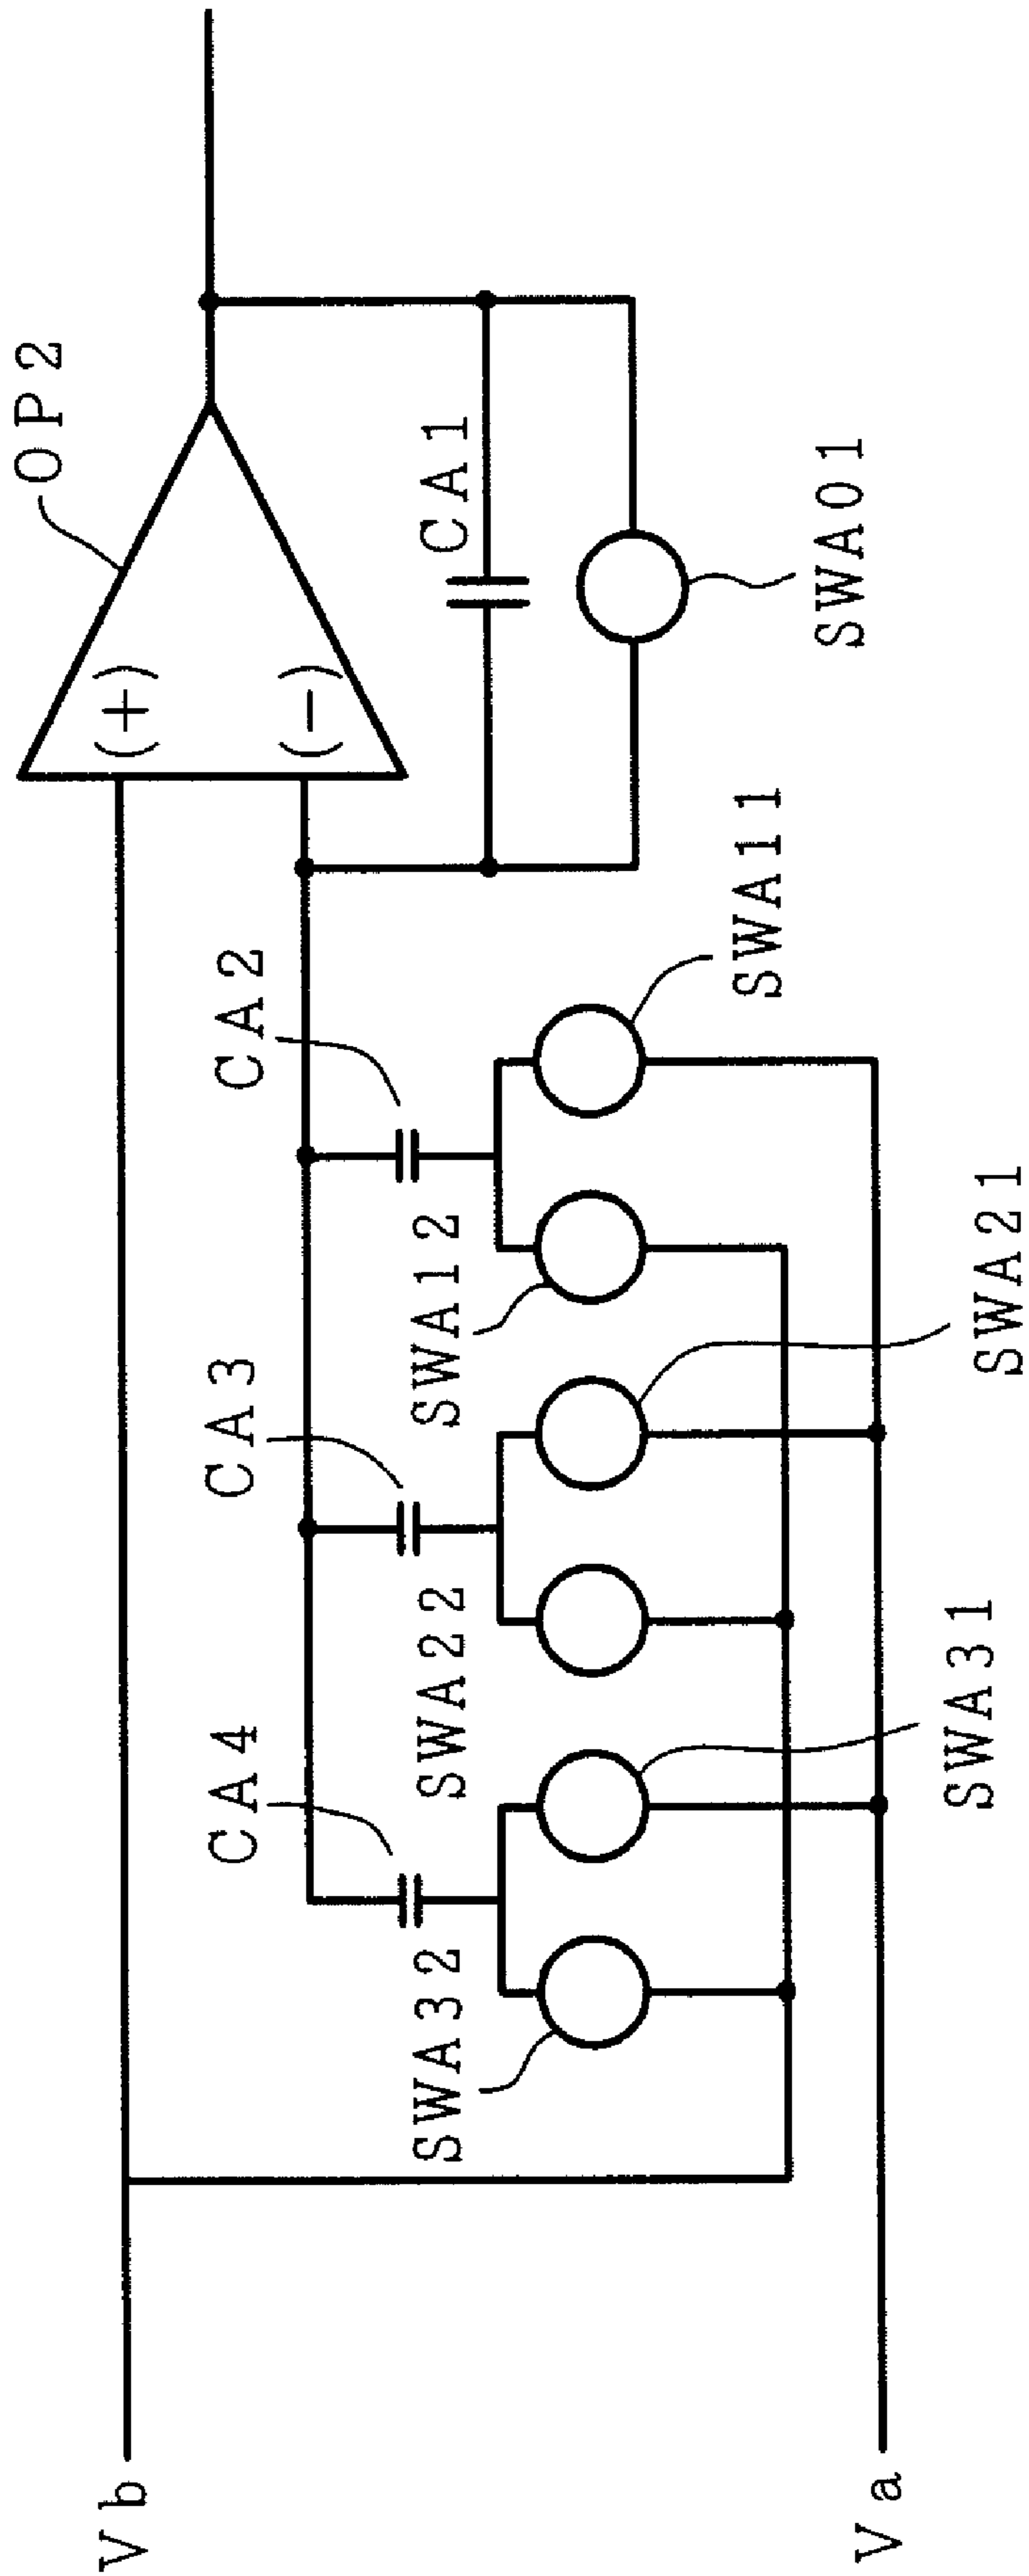 OP2
(+)
(-)
CA1
SWA01
CA2
SWA11
SWA12
CA3
SWA21
SWA22
CA4
SWA31
SWA32
Vb
Va